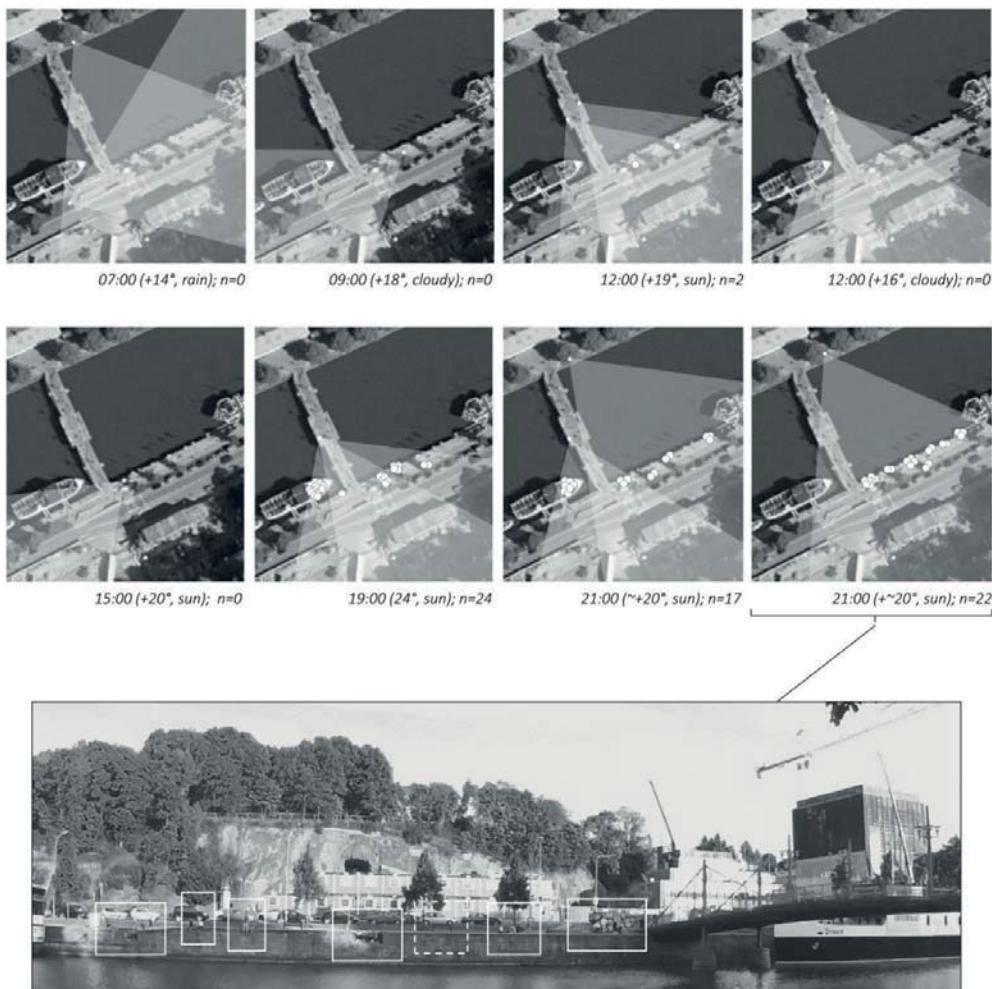 07:00 (+14°, rain); n=0
09:00 (+18°, cloudy); n=0
12:00 (+19°, sun); n=2
12:00 (+16°, cloudy); n=0
15:00 (+20°, sun); n=0
19:00 (24°, sun); n=24
21:00 (~+20°, sun); n=17
21:00 (+~20°, sun); n=22